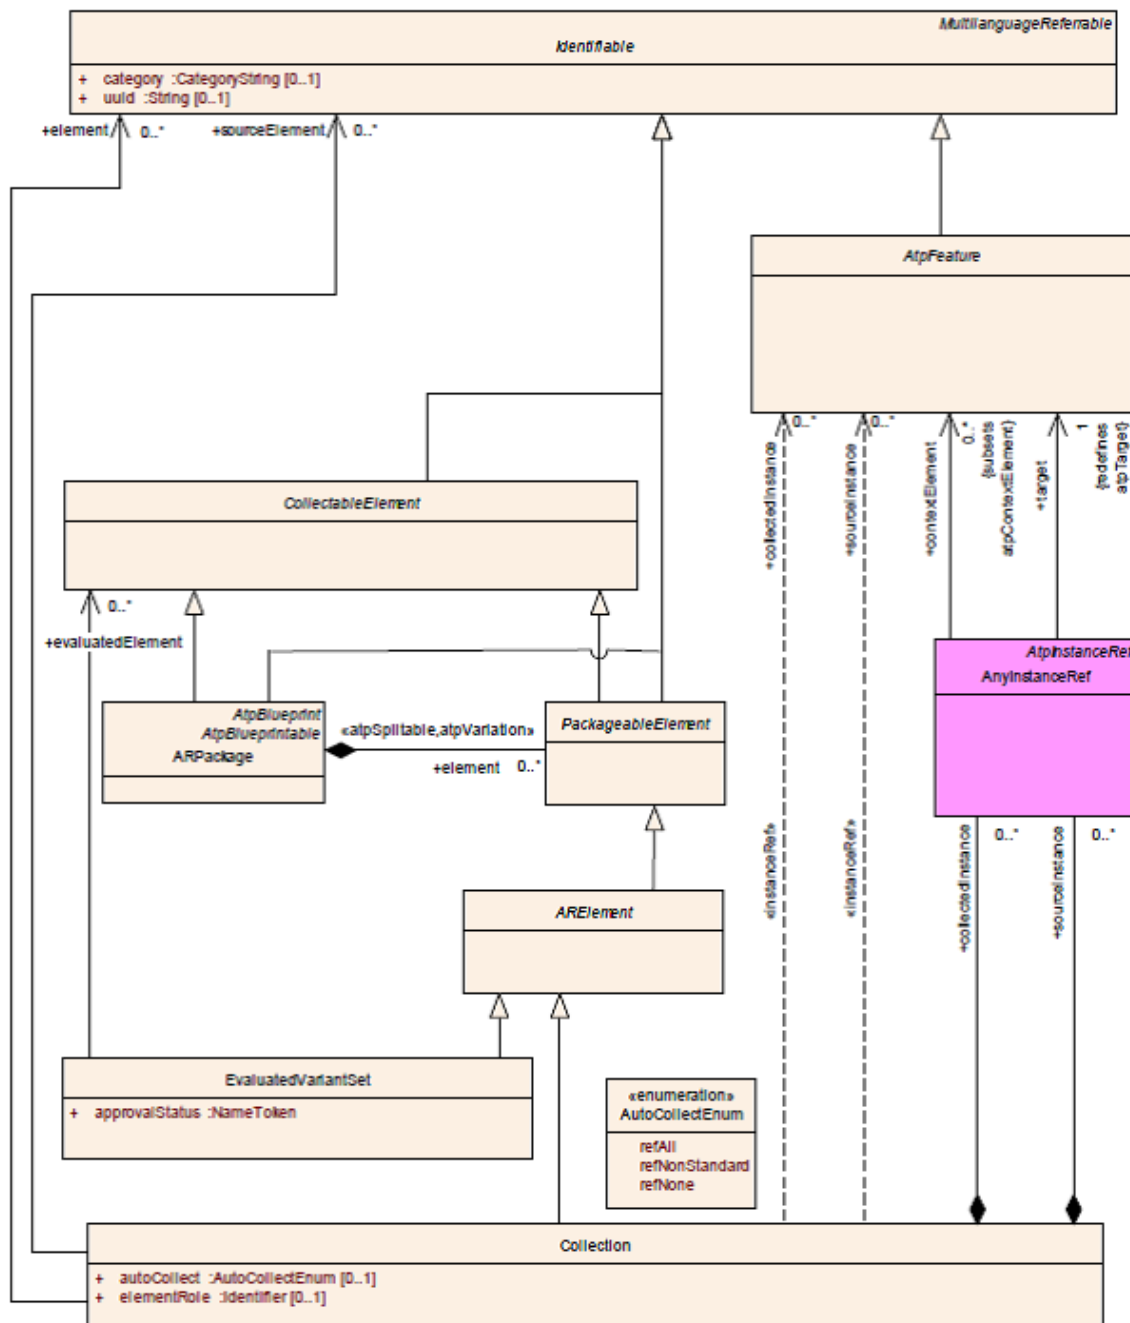 MultilanguageReferrable
Identifiable
+ category :CategoryString [0..1]
+ uuid :String [0..1]
+element 0..* +sourceElement 0..*
AtpFeature
0..* 0..* 0..* 1
+collectedInstance
+sourceInstance
+contextElement
{subsets
atpContextElement}
+target
{redefines
atpTarget}
CollectableElement
0..*
+evaluatedElement
AtpInstanceRef
AnyInstanceRef
AtpBlueprint
AtpBlueprintable
ARPackage
«atpSplitable,atpVariation»
+element 0..*
PackageableElement
«instanceRef»
«instanceRef»
0..* 0..*
+collectedInstance
+sourceInstance
ARElement
EvaluatedVariantSet
+ approvalStatus :NameToken
«enumeration»
AutoCollectEnum
refAll
refNonStandard
refNone
Collection
+ autoCollect :AutoCollectEnum [0..1]
+ elementRole :Identifier [0..1]